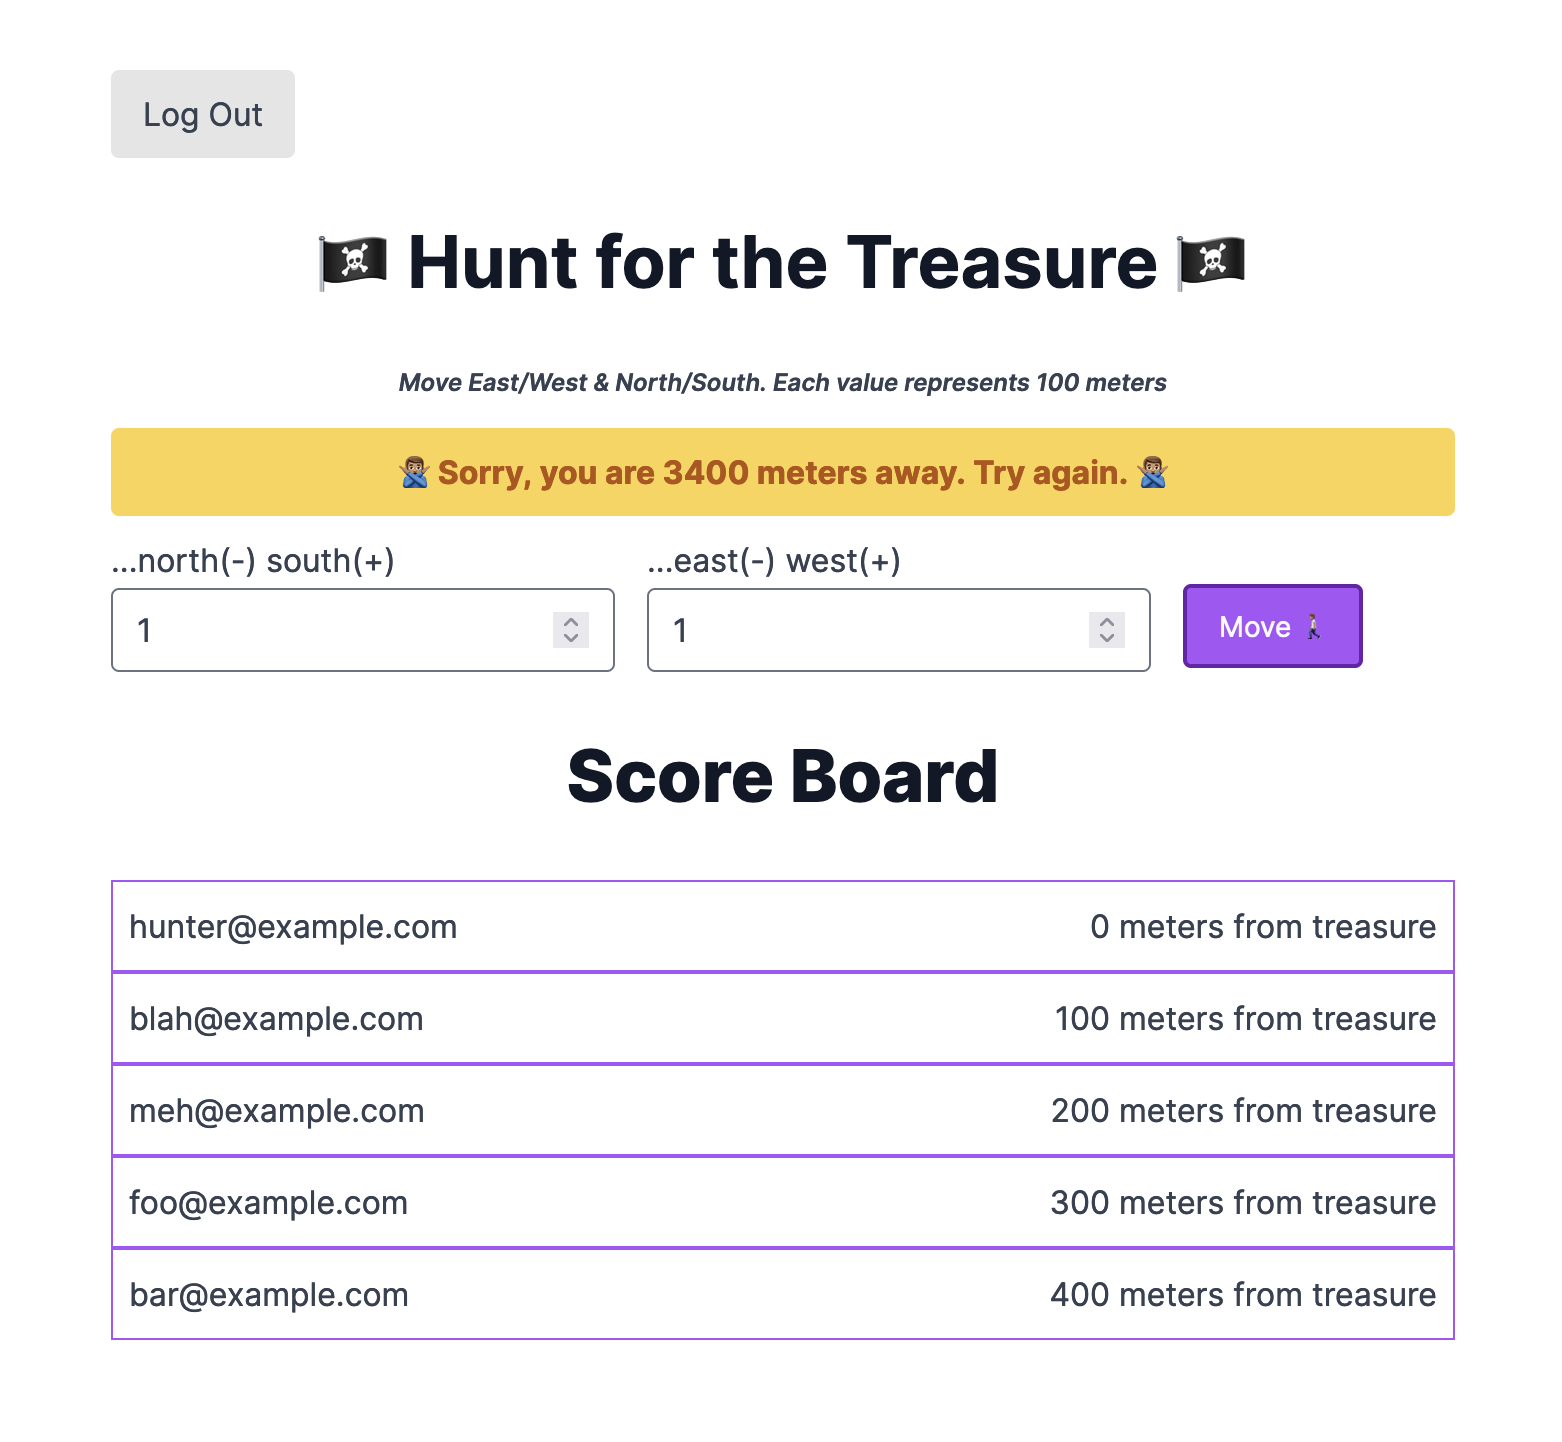 Log Out
🏴‍☠️ Hunt for the Treasure 🏴‍☠️
Move East/West & North/South. Each value represents 100 meters
🙅🏽‍♂️ Sorry, you are 3400 meters away. Try again. 🙅🏽‍♂️
...north(-) south(+) ...east(-) west(+)
1 1 Move 🚶🏽‍♂️
Score Board
hunter@example.com 0 meters from treasure
blah@example.com 100 meters from treasure
meh@example.com 200 meters from treasure
foo@example.com 300 meters from treasure
bar@example.com 400 meters from treasure